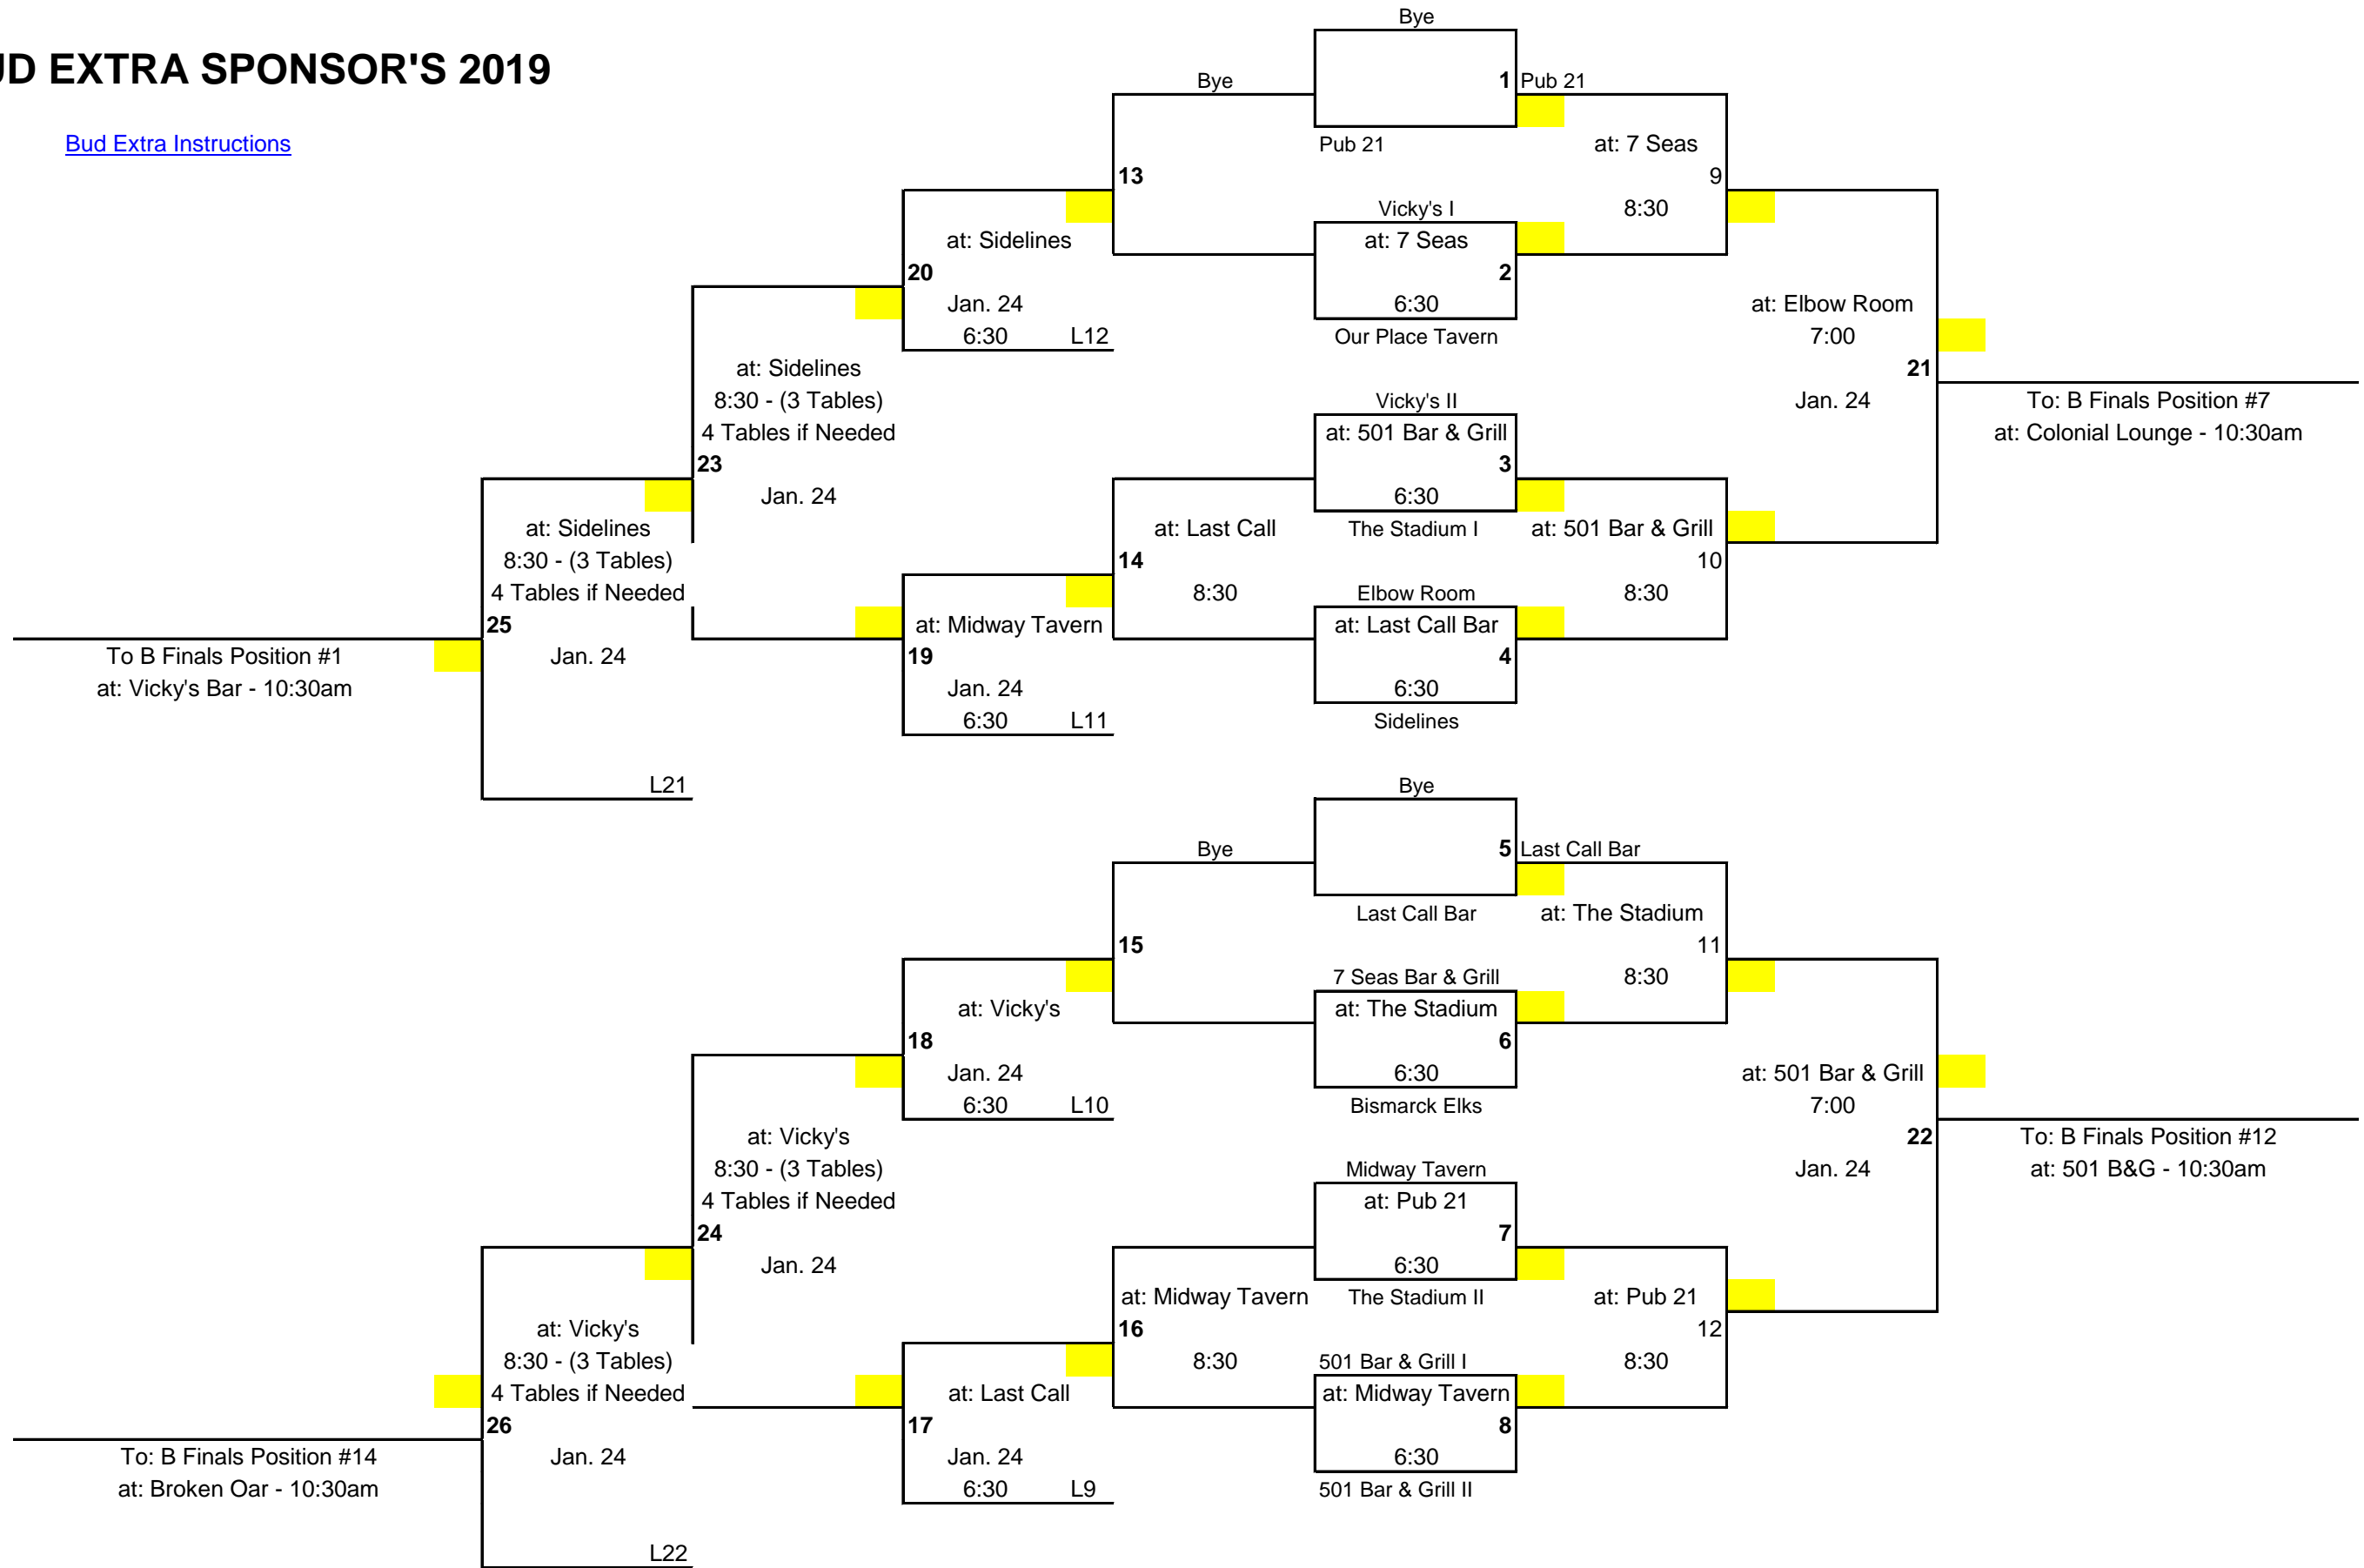 Bye
UD EXTRA SPONSOR'S 2019
Bye
1 Pub 21
Bud Extra Instructions
Pub 21
at: 7 Seas
13
9
Vicky's I
8:30
at: Sidelines
at: 7 Seas
20
2
Jan. 24
6:30
at: Elbow Room
6:30 L12
Our Place Tavern
7:00
at: Sidelines
21
8:30 - (3 Tables)
Vicky's II
Jan. 24
To: B Finals Position #7
4 Tables if Needed
at: 501 Bar & Grill
at: Colonial Lounge - 10:30am
23
3
Jan. 24
6:30
at: Sidelines
at: Last Call
The Stadium I
at: 501 Bar & Grill
8:30 - (3 Tables)
14
10
4 Tables if Needed
8:30
Elbow Room
8:30
25
at: Midway Tavern
at: Last Call Bar
To B Finals Position #1
Jan. 24
19
4
at: Vicky's Bar - 10:30am
Jan. 24
6:30
6:30 L11
Sidelines
L21
Bye
Bye
5 Last Call Bar
Last Call Bar
at: The Stadium
15
11
7 Seas Bar & Grill
8:30
at: Vicky's
at: The Stadium
18
6
Jan. 24
6:30
at: 501 Bar & Grill
6:30 L10
Bismarck Elks
7:00
at: Vicky's
22
To: B Finals Position #12
8:30 - (3 Tables)
Midway Tavern
Jan. 24
at: 501 B&G - 10:30am
4 Tables if Needed
at: Pub 21
24
7
Jan. 24
6:30
at: Midway Tavern
The Stadium II
at: Pub 21
at: Vicky's
16
12
8:30 - (3 Tables)
8:30
501 Bar & Grill I
8:30
4 Tables if Needed
at: Last Call
at: Midway Tavern
26
17
8
To: B Finals Position #14
Jan. 24
Jan. 24
6:30
at: Broken Oar - 10:30am
6:30 L9
501 Bar & Grill II
L22